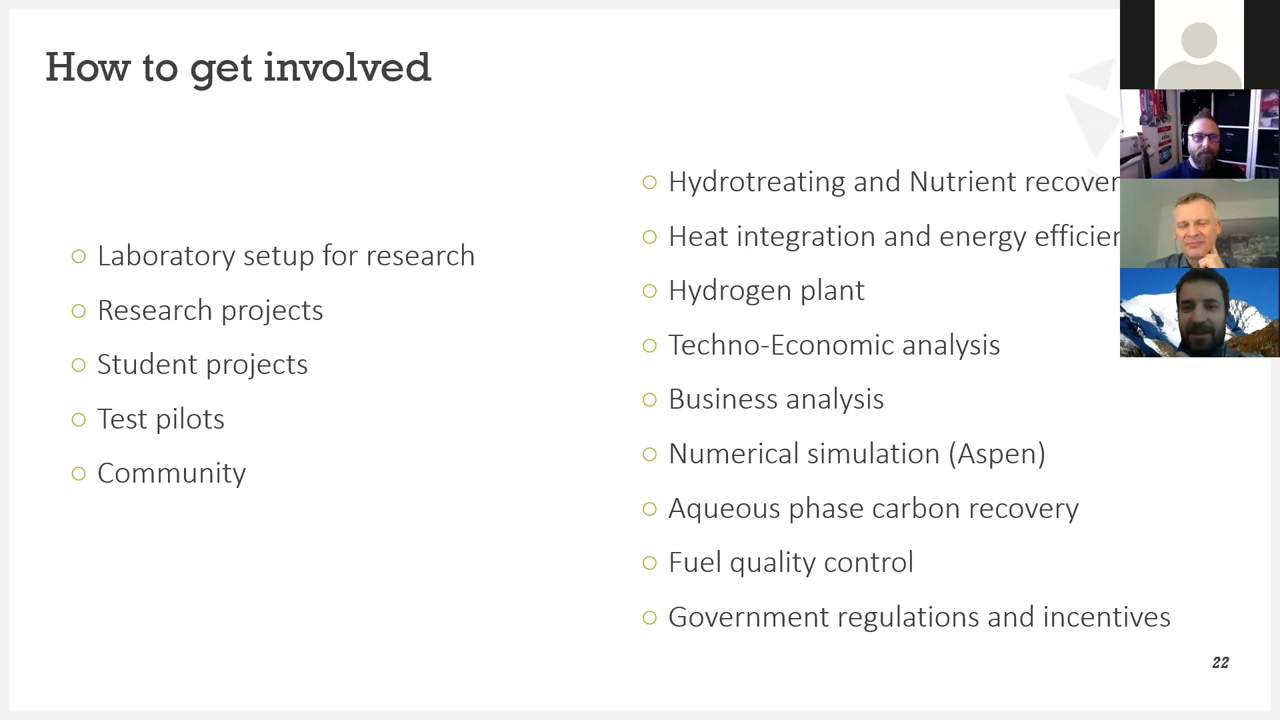 How to get involved
Laboratory setup for research
Research projects
Student projects
Test pilots
Community
Hydrotreating and Nutrient recover
Heat integration and energy efficien
Hydrogen plant
Techno-Economic analysis
Business analysis
Numerical simulation (Aspen)
Aqueous phase carbon recovery
Fuel quality control
Government regulations and incentives
22